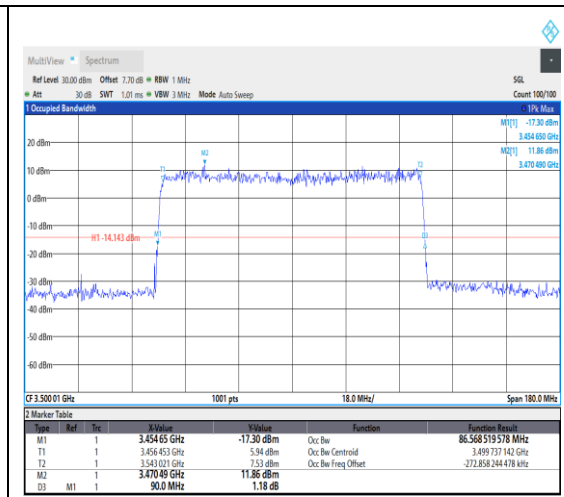 MultiView Spectrum
Ref Level 30.00 dBm Offset 7.70 dB RBW 1 MHz SGL
Att 30 dB SWT 1.01 ms VBW 3 MHz Mode Auto Sweep Count 100/100
1 Occupied Bandwidth 1Pk Max
M1[1] -17.30 dBm
3.454 650 GHz
M2[1] 11.86 dBm
3.470 490 GHz
20 dBm
M2
T1
T2
10 dBm
0 dBm
-10 dBm
M1
D3
H1 -14.143 dBm
-20 dBm
-30 dBm
-40 dBm
-50 dBm
-60 dBm
CF 3.500 01 GHz 1001 pts 18.0 MHz/ Span 180.0 MHz
2 Marker Table
Type Ref Trc X-Value Y-Value Function Function Result
M1 1 3.454 65 GHz -17.30 dBm Occ Bw 86.568 519 578 MHz
T1 1 3.456 453 GHz 5.94 dBm Occ Bw Centroid 3.499 737 142 GHz
T2 1 3.543 021 GHz 7.53 dBm Occ Bw Freq Offset -272.858 244 478 kHz
M2 1 3.470 49 GHz 11.86 dBm
D3 M1 1 90.0 MHz 1.18 dB